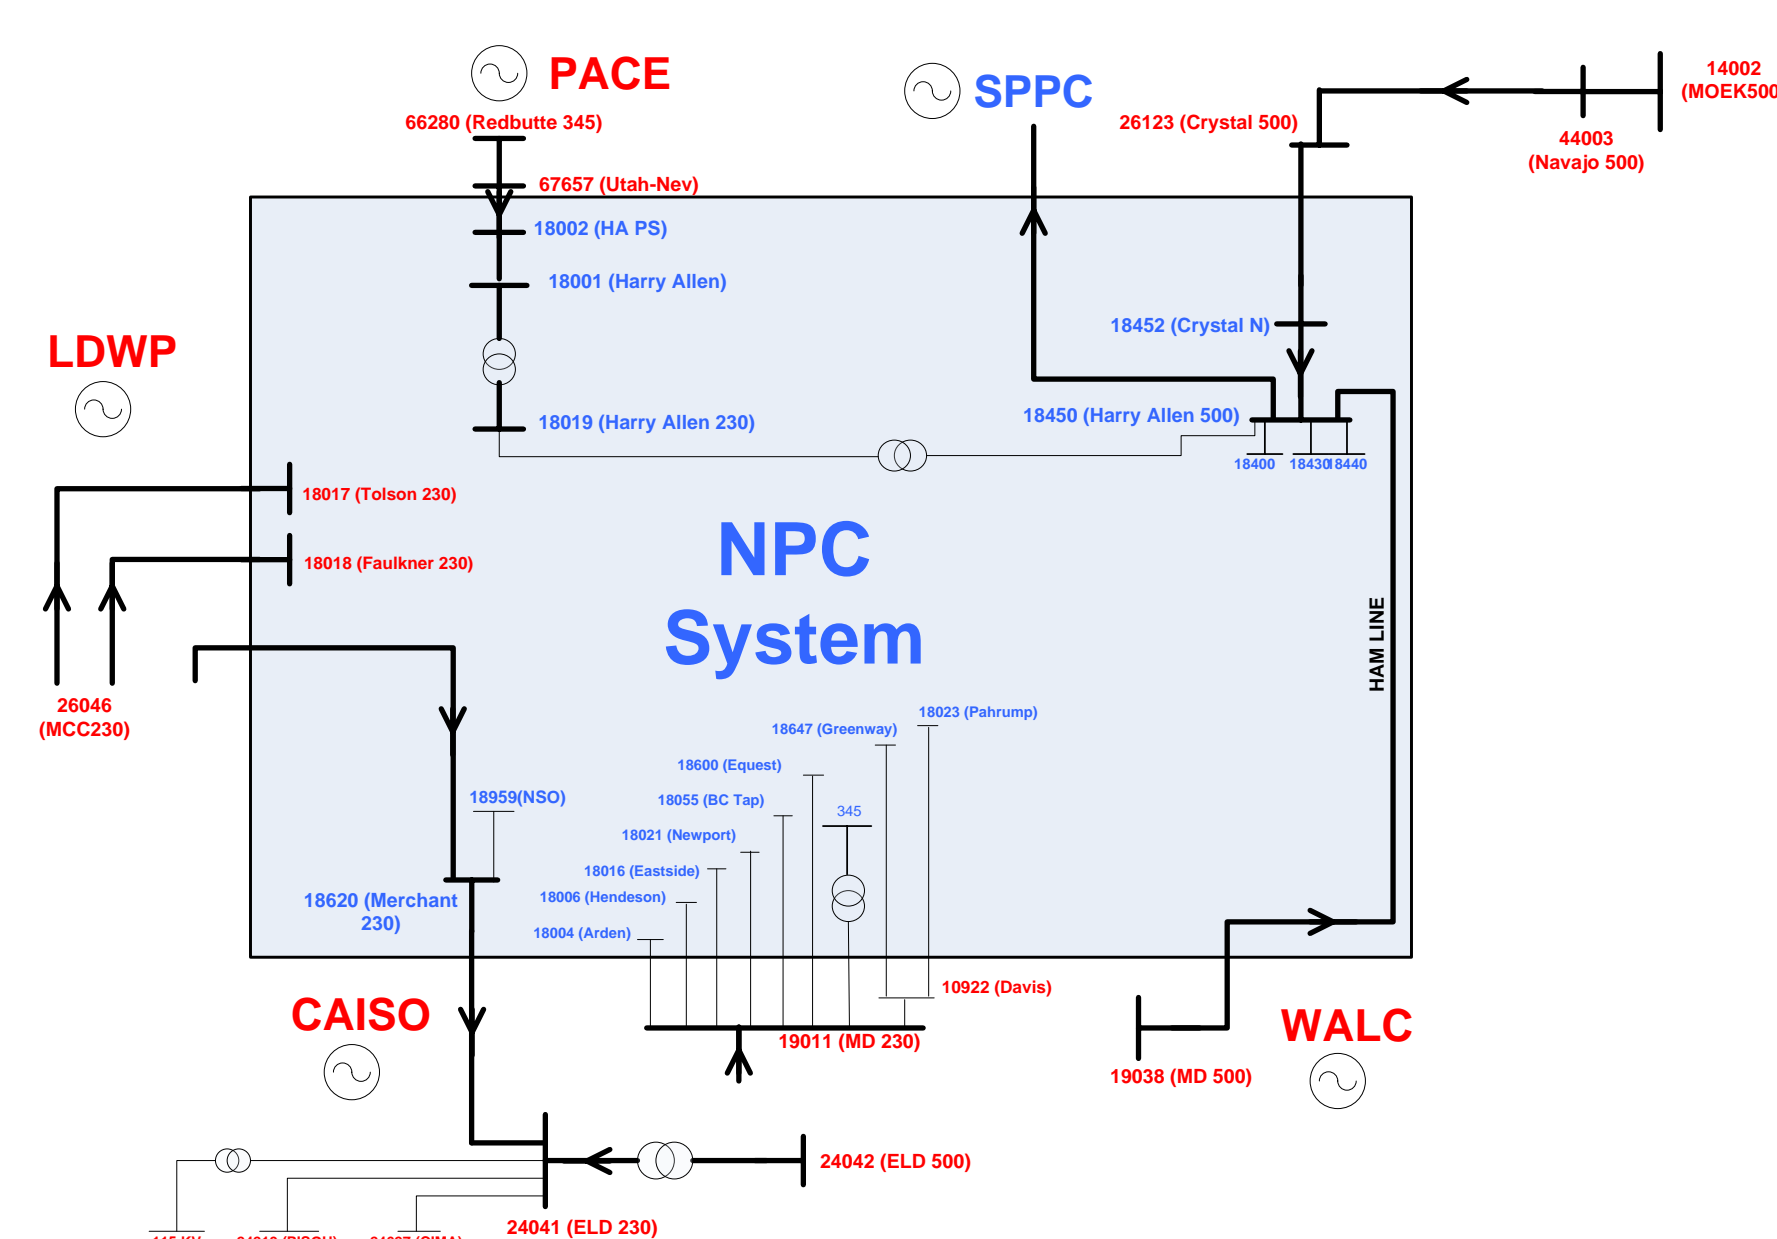 PACE
SPPC
14002
(MOEK500
66280 (Redbutte 345)
26123 (Crystal 500)
44003
(Navajo 500)
67657 (Utah-Nev)
18002 (HA PS)
18001 (Harry Allen)
18452 (Crystal N)
LDWP
18450 (Harry Allen 500)
18019 (Harry Allen 230)
18400
18430
18440
18017 (Tolson 230)
NPC
System
18018 (Faulkner 230)
HAM LINE
26046
(MCC230)
18023 (Pahrump)
18647 (Greenway)
18600 (Equest)
18959(NSO)
18055 (BC Tap)
345
18021 (Newport)
18016 (Eastside)
18006 (Hendeson)
18620 (Merchant
230)
18004 (Arden)
10922 (Davis)
CAISO
WALC
19011 (MD 230)
19038 (MD 500)
24042 (ELD 500)
24041 (ELD 230)